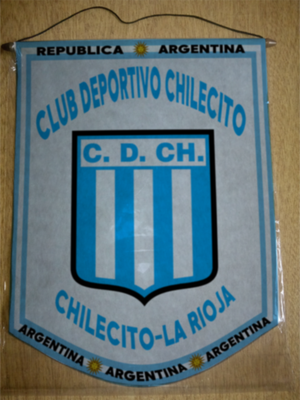 REPUBLICA ARGENTINA
CLUB DEPORTIVO CHILECITO
C. D. CH.
CHILECITO-LA RIOJA
ARGENTINA ARGENTINA ARGENTINA